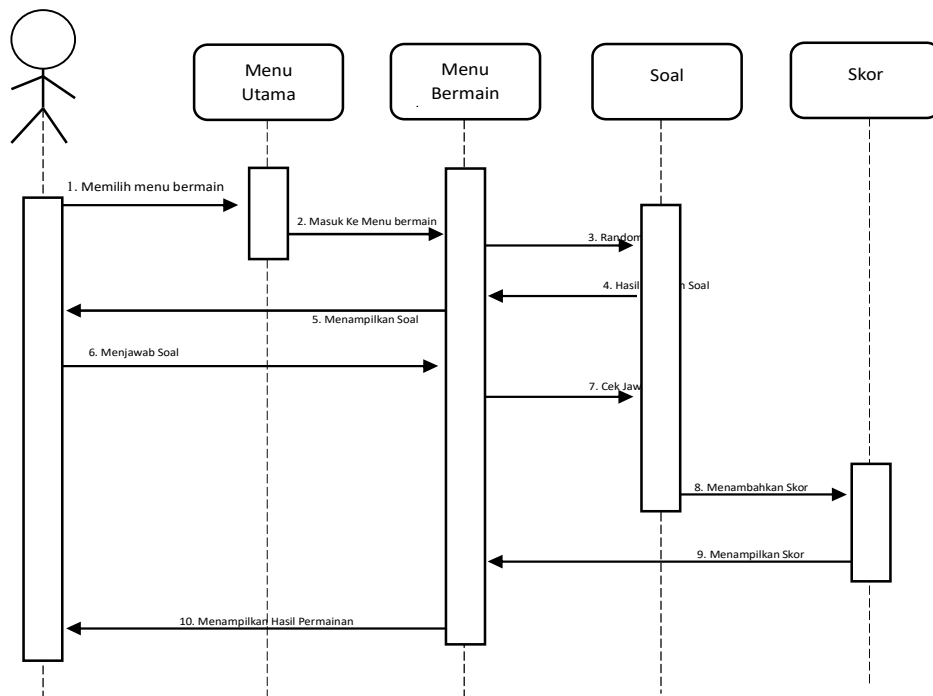 Menu
Utama
Menu
Bermain
Soal
Skor
1. Memilih menu bermain
2. Masuk Ke Menu bermain
3. Random
4. Hasil Soal
5. Menampilkan Soal
6. Menjawab Soal
7. Cek
8. Menambahkan Skor
9. Menampilkan Skor
10. Menampilkan Hasil Permainan